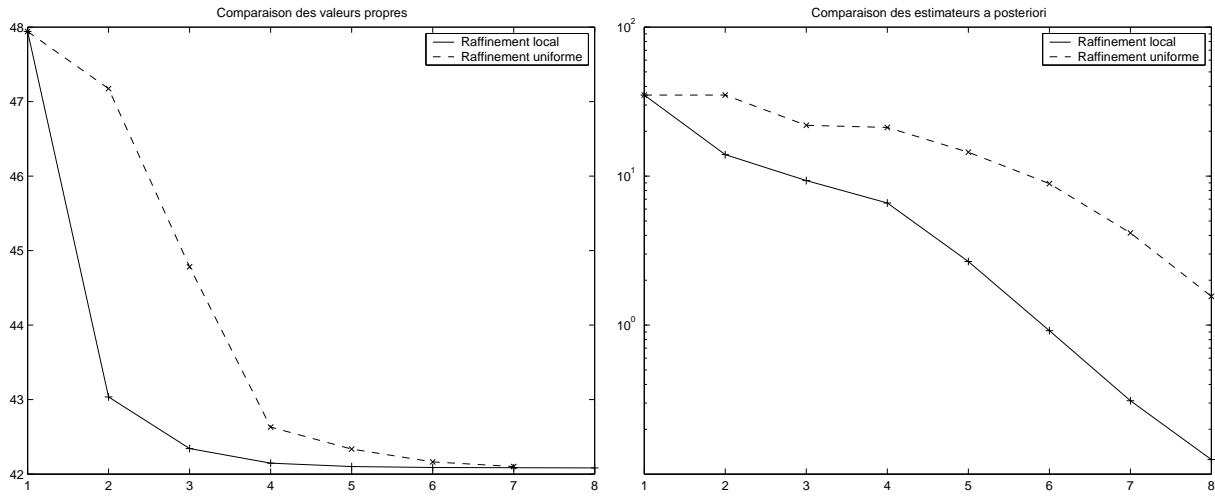 Comparaison des valeurs propres
48
47
46
45
44
43
42
1 2 3 4 5 6 7 8
Raffinement local
Raffinement uniforme
Comparaison des estimateurs a posteriori
10^2
10^1
10^0
1 2 3 4 5 6 7 8
Raffinement local
Raffinement uniforme